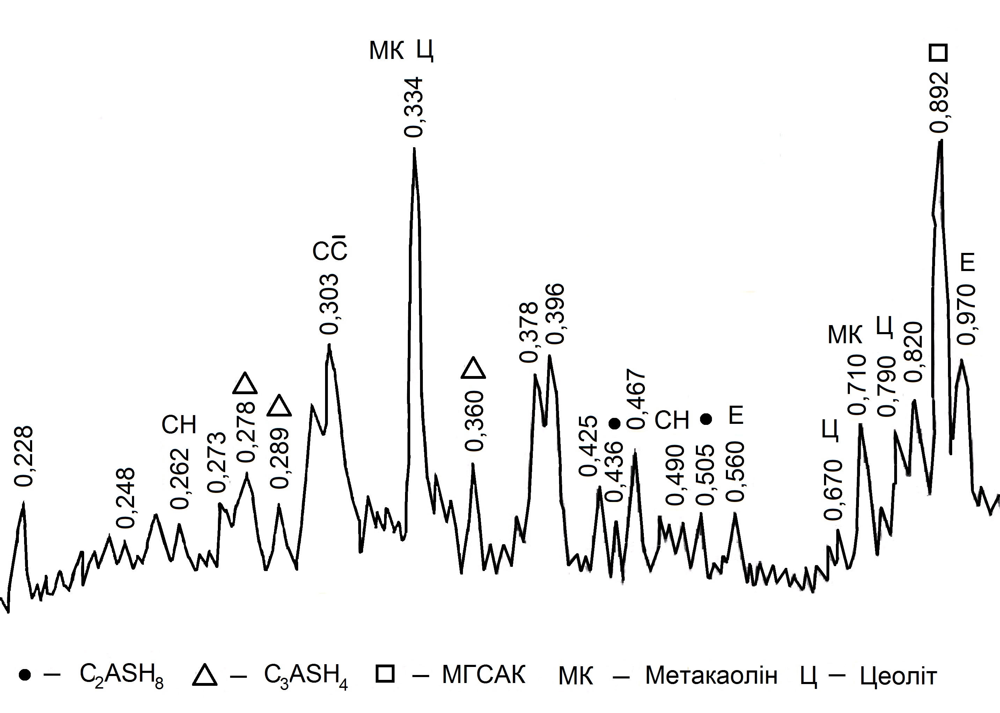 МК Ц
0,334
0,892
СС̅
0,303
Е
0,970
0,396
0,378
Ц
МК
0,790
0,710
0,820
0,467
0,360
0,278
СН
0,262
0,228
0,273
0,289
0,248
0,425
0,436
СН
0,490
0,505
Е
0,560
Ц
0,670
● – C₂ASH₈ △ – C₃ASH₄ □ – МГСАК МК – Метакаолін Ц – Цеоліт